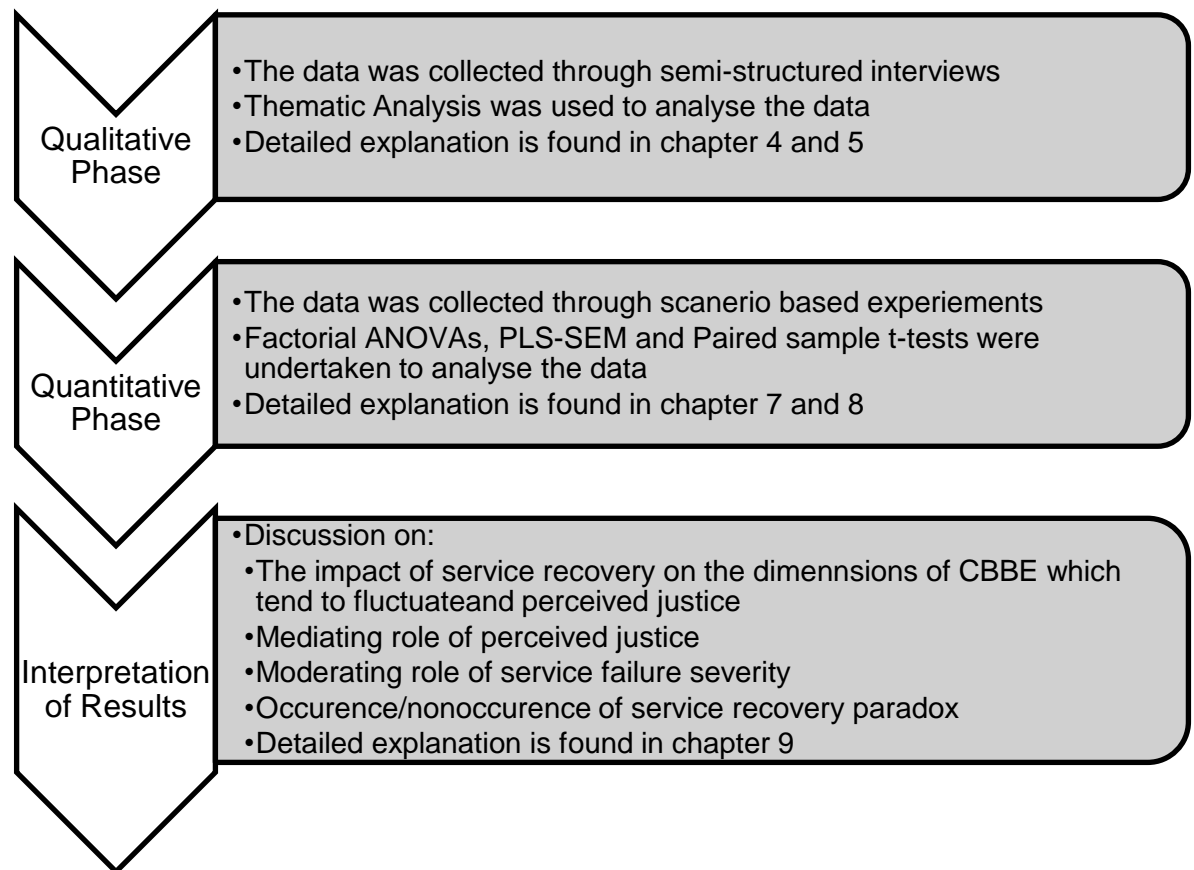 Qualitative
Phase
•The data was collected through semi-structured interviews
•Thematic Analysis was used to analyse the data
•Detailed explanation is found in chapter 4 and 5
Quantitative
Phase
•The data was collected through scanerio based experiements
•Factorial ANOVAs, PLS-SEM and Paired sample t-tests were
undertaken to analyse the data
•Detailed explanation is found in chapter 7 and 8
Interpretation
of Results
•Discussion on:
•The impact of service recovery on the dimennsions of CBBE which
tend to fluctuateand perceived justice
•Mediating role of perceived justice
•Moderating role of service failure severity
•Occurence/nonoccurence of service recovery paradox
•Detailed explanation is found in chapter 9